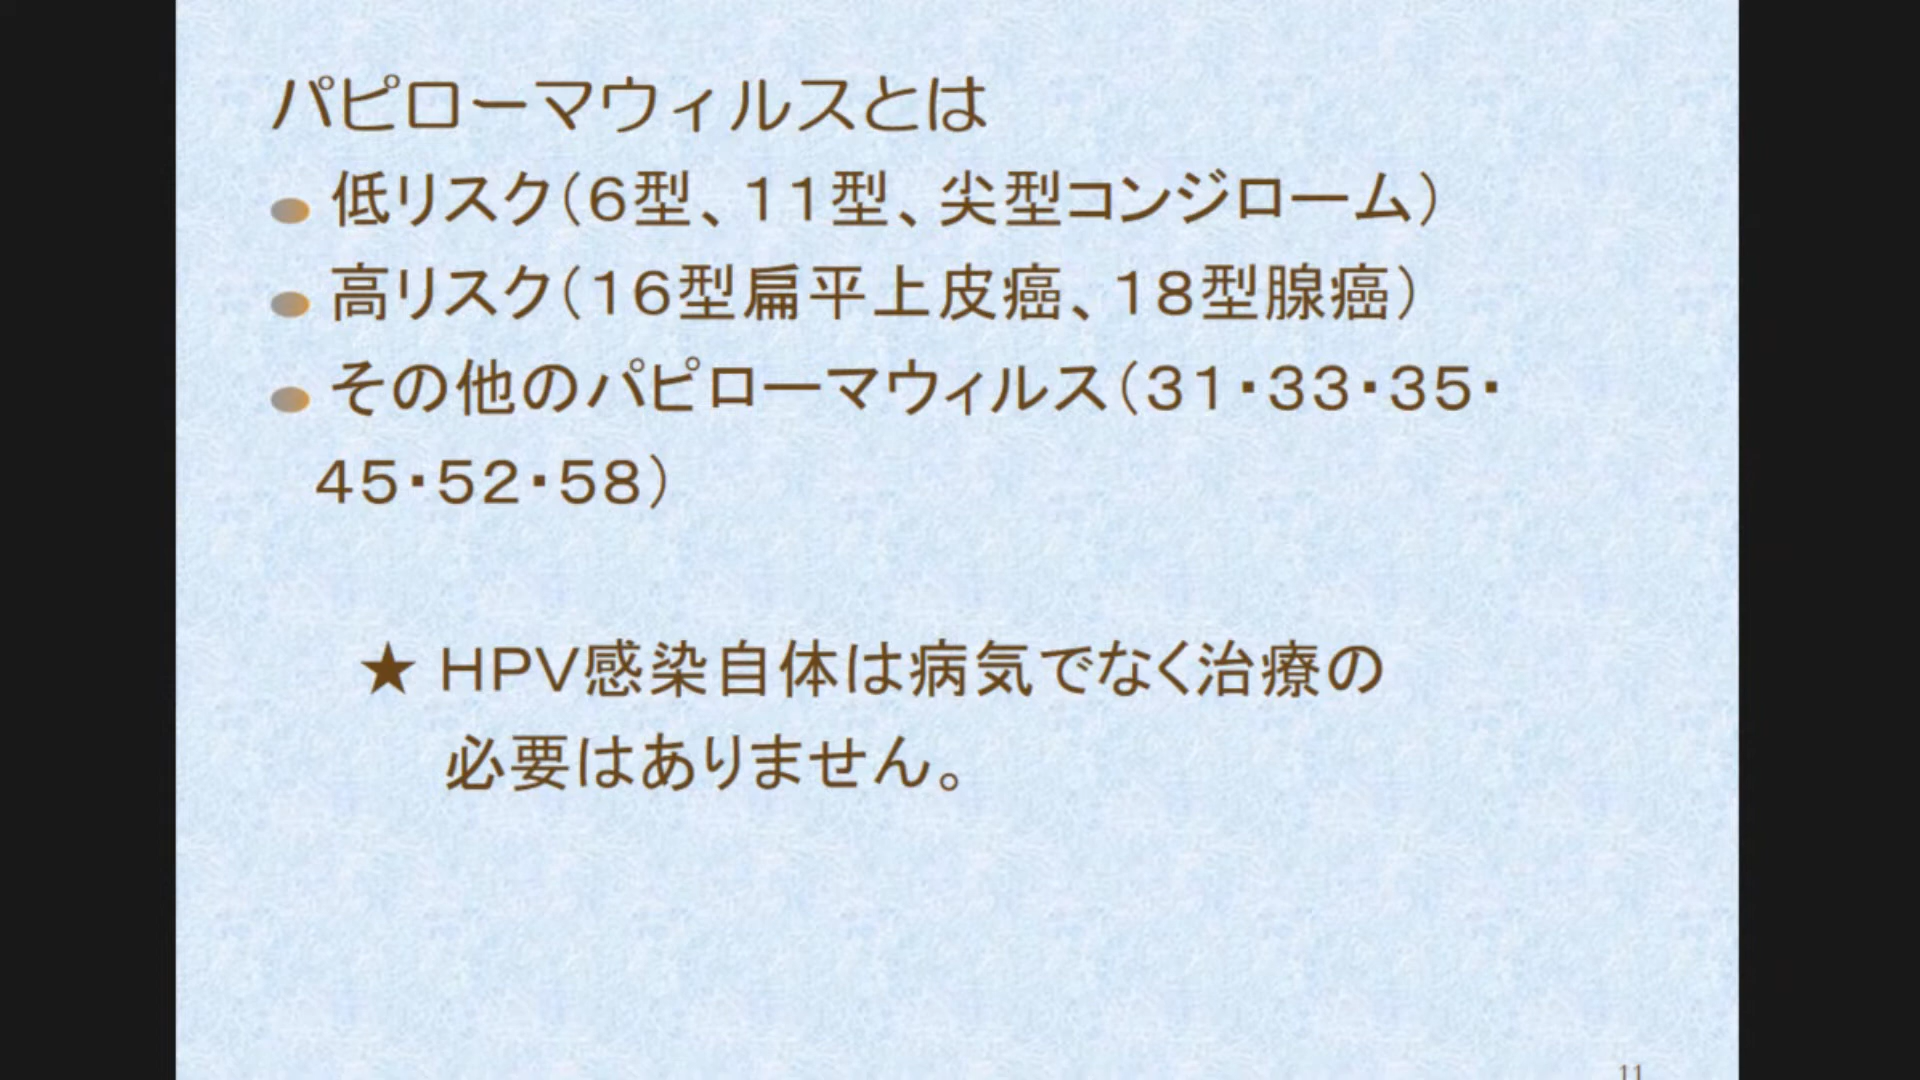 パピローマウィルスとは
低リスク（６型、１１型、尖型コンジローム）
高リスク（１６型扁平上皮癌、１８型腺癌）
その他のパピローマウィルス（３１・３３・３５・
４５・５２・５８）
★ ＨＰＶ感染自体は病気でなく治療の
必要はありません。
11